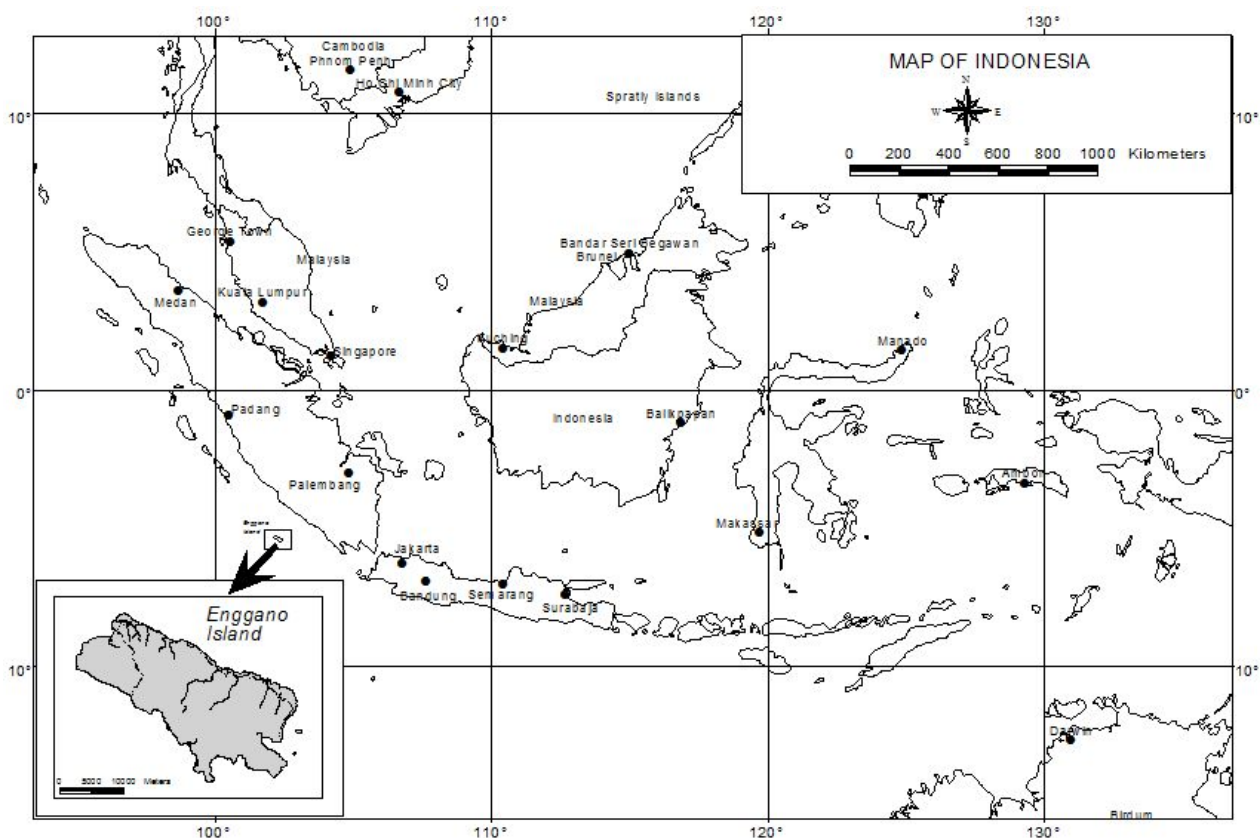 100°
110°
120°
130°
Cambodia
Phnom Penh
Ho Chi Minh City
Spratly Islands
MAP OF INDONESIA
N
W
E
S
0 200 400 600 800 1000 Kilometers
10°
10°
George Town
Malaysia
Bandar Seri Begawan
Brunei
Medan
Kuala Lumpur
Malaysia
Kuching
Singapore
Manado
0°
0°
Padang
Indonesia
Balikpapan
Palembang
Ambon
Enggano
Island
Makassar
Jakarta
Bandung
Semarang
Surabaja
Enggano
Island
10°
10°
Darwin
0 5000 10000 Meters
Birdum
100°
110°
120°
130°